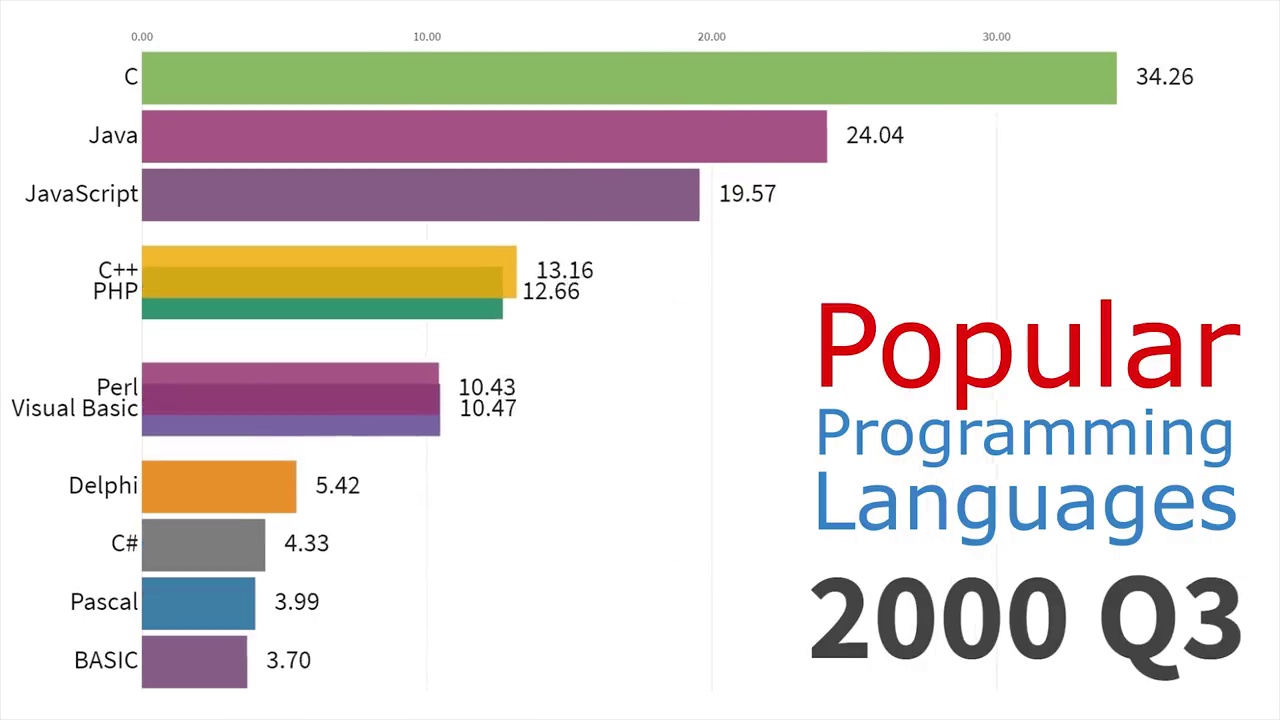 0.00 10.00 20.00 30.00
C 34.26
Java 24.04
JavaScript 19.57
C++ 13.16
PHP 12.66
Perl 10.43
Visual Basic 10.47
Delphi 5.42
C# 4.33
Pascal 3.99
BASIC 3.70
Popular
Programming
Languages
2000 Q3